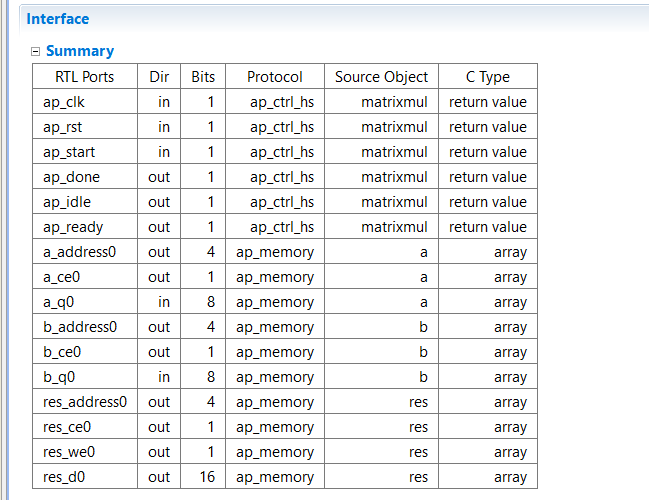 Interface
Summary
RTL Ports Dir Bits Protocol Source Object C Type
ap_clk in 1 ap_ctrl_hs matrixmul return value
ap_rst in 1 ap_ctrl_hs matrixmul return value
ap_start in 1 ap_ctrl_hs matrixmul return value
ap_done out 1 ap_ctrl_hs matrixmul return value
ap_idle out 1 ap_ctrl_hs matrixmul return value
ap_ready out 1 ap_ctrl_hs matrixmul return value
a_address0 out 4 ap_memory a array
a_ce0 out 1 ap_memory a array
a_q0 in 8 ap_memory a array
b_address0 out 4 ap_memory b array
b_ce0 out 1 ap_memory b array
b_q0 in 8 ap_memory b array
res_address0 out 4 ap_memory res array
res_ce0 out 1 ap_memory res array
res_we0 out 1 ap_memory res array
res_d0 out 16 ap_memory res array